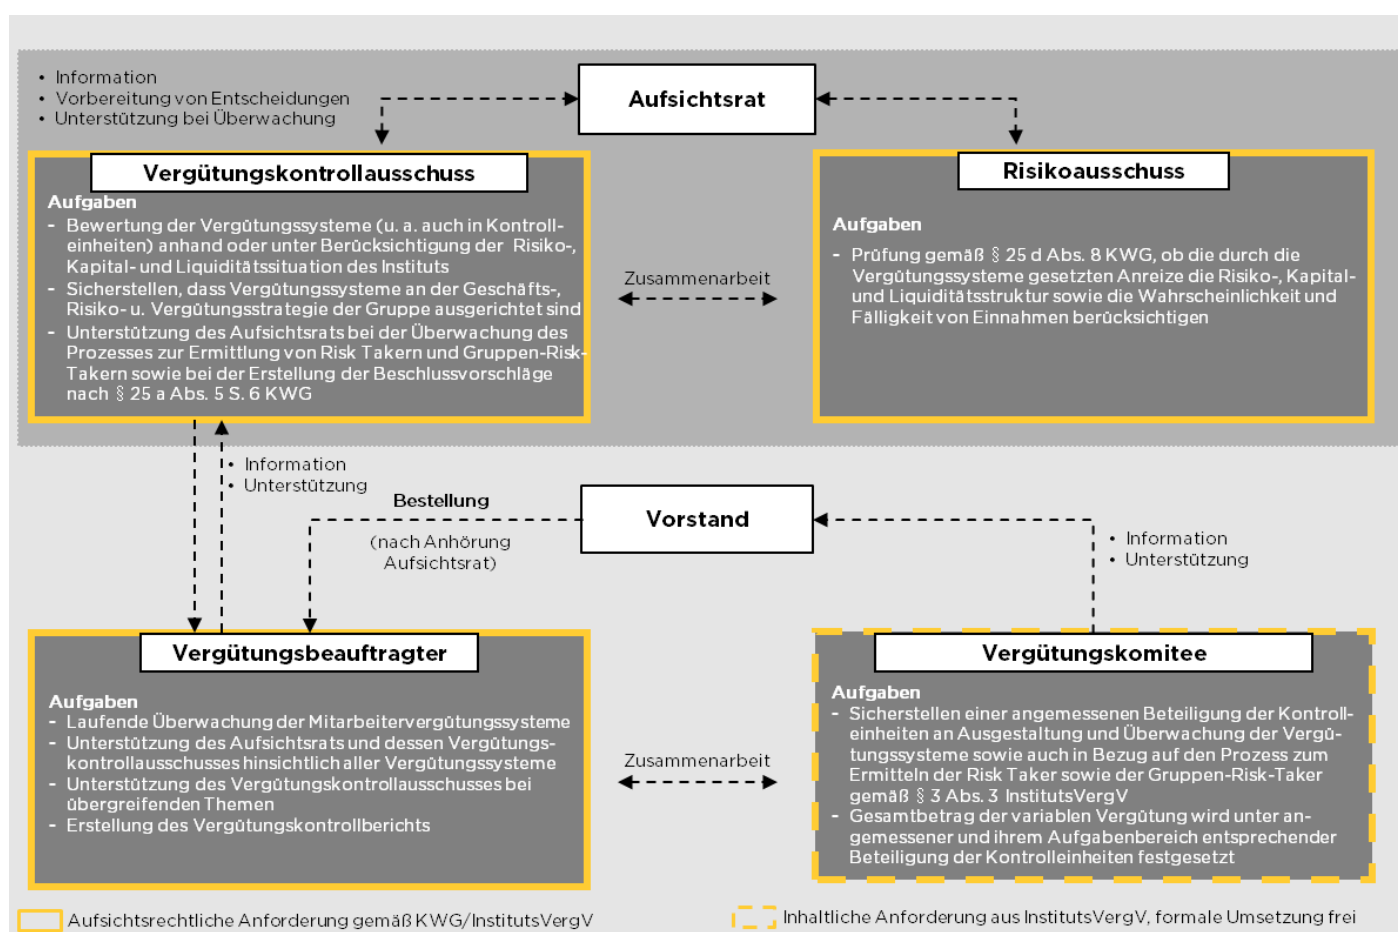 • Information
• Vorbereitung von Entscheidungen
• Unterstützung bei Überwachung
Aufsichtsrat
Vergütungskontrollausschuss
Aufgaben
- Bewertung der Vergütungssysteme (u. a. auch in Kontroll-
einheiten) anhand oder unter Berücksichtigung der Risiko-,
Kapital- und Liquiditätssituation des Instituts
- Sicherstellen, dass Vergütungssysteme an der Geschäfts-,
Risiko- u. Vergütungsstrategie der Gruppe ausgerichtet sind
- Unterstützung des Aufsichtsrats bei der Überwachung des
Prozesses zur Ermittlung von Risk Takern und Gruppen-Risk-
Takern sowie bei der Erstellung der Beschlussvorschläge
nach § 25 a Abs. 5 S. 6 KWG
Zusammenarbeit
Risikoausschuss
Aufgaben
- Prüfung gemäß § 25 d Abs. 8 KWG, ob die durch die
Vergütungssysteme gesetzten Anreize die Risiko-, Kapital-
und Liquiditätsstruktur sowie die Wahrscheinlichkeit und
Fälligkeit von Einnahmen berücksichtigen
• Information
• Unterstützung
Bestellung
(nach Anhörung
Aufsichtsrat)
Vorstand
• Information
• Unterstützung
Vergütungsbeauftragter
Aufgaben
- Laufende Überwachung der Mitarbeitervergütungssysteme
- Unterstützung des Aufsichtsrats und dessen Vergütungs-
kontrollausschusses hinsichtlich aller Vergütungssysteme
- Unterstützung des Vergütungskontrollausschusses bei
übergreifenden Themen
- Erstellung des Vergütungskontrollberichts
Zusammenarbeit
Vergütungskomitee
Aufgaben
- Sicherstellen einer angemessenen Beteiligung der Kontroll-
einheiten an Ausgestaltung und Überwachung der Vergü-
tungssysteme sowie auch in Bezug auf den Prozess zum
Ermitteln der Risk Taker sowie der Gruppen-Risk-Taker
gemäß § 3 Abs. 3 InstitutsVergV
- Gesamtbetrag der variablen Vergütung wird unter an-
gemessener und ihrem Aufgabenbereich entsprechender
Beteiligung der Kontrolleinheiten festgesetzt
Aufsichtsrechtliche Anforderung gemäß KWG/InstitutsVergV
Inhaltliche Anforderung aus InstitutsVergV, formale Umsetzung frei